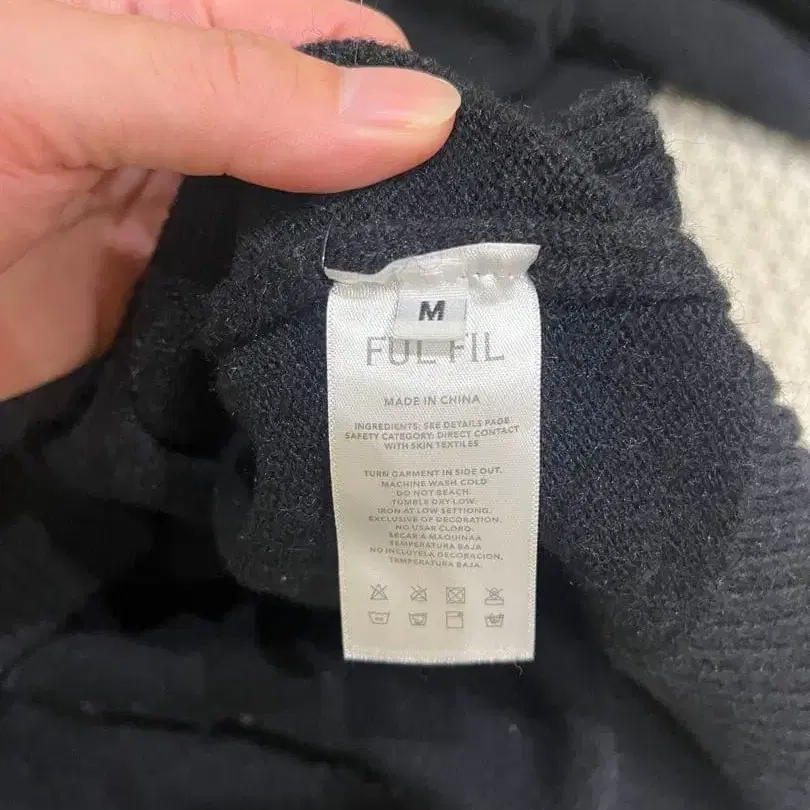 M
FUL FIL
MADE IN CHINA
INGREDIENTS: SEE DETAILS PAGE
SAFETY CATEGORY: DIRECT CONTACT
WITH SKIN TEXTILES
TURN GARMENT IN SIDE OUT.
MACHINE WASH COLD
DO NOT BEACH.
TUMBLE DRY LOW.
IRON AT LOW SETTIONG.
EXCLUSIVE OF DECORATION.
NO USAR CLORO.
SECAR A MAQUINAA
TEMPERATURA BAJA
NO INCLUYELA DECORACION.
TEMPERATURA BAJA.